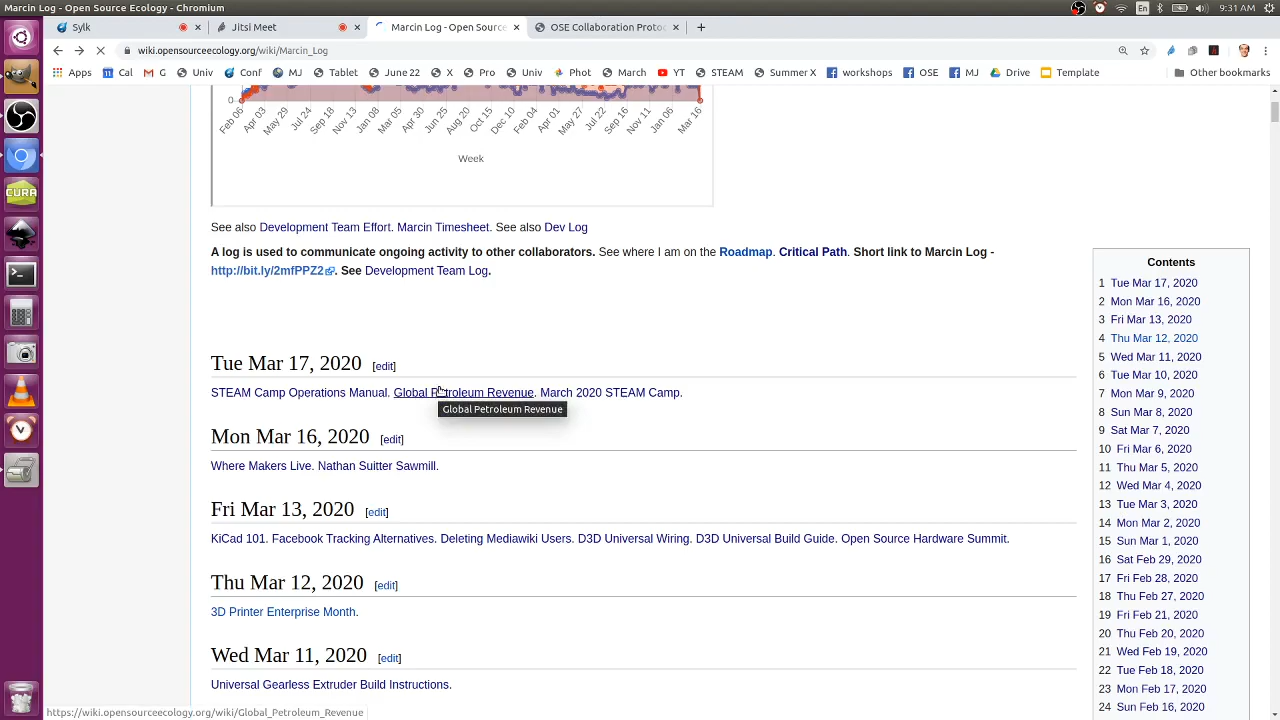 Marcin Log - Open Source Ecology - Chromium
En
9:31 AM
Sylk
Jitsi Meet
Marcin Log - Open Source
OSE Collaboration Proto
wiki.opensourceecology.org/wiki/Marcin_Log
Apps Cal G Univ Conf MJ Tablet June 22 X Pro Univ Phot March YT STEAM Summer X workshops OSE MJ Drive Template Other bookmarks
0
Feb 06 Apr 03 May 29 Jul 24 Sep 18 Nov 13 Jan 08 Mar 05 Apr 30 Jun 25 Aug 20 Oct 15 Dec 10 Feb 04 Apr 01 May 27 Jul 22 Sep 16 Nov 11 Jan 06 Mar 16
Week
See also Development Team Effort. Marcin Timesheet. See also Dev Log
A log is used to communicate ongoing activity to other collaborators. See where I am on the Roadmap. Critical Path. Short link to Marcin Log -
http://bit.ly/2mfPPZ2. See Development Team Log.
Tue Mar 17, 2020 [edit]
STEAM Camp Operations Manual. Global Petroleum Revenue. March 2020 STEAM Camp.
Global Petroleum Revenue
Mon Mar 16, 2020 [edit]
Where Makers Live. Nathan Suitter Sawmill.
Fri Mar 13, 2020 [edit]
KiCad 101. Facebook Tracking Alternatives. Deleting Mediawiki Users. D3D Universal Wiring. D3D Universal Build Guide. Open Source Hardware Summit.
Thu Mar 12, 2020 [edit]
3D Printer Enterprise Month.
Wed Mar 11, 2020 [edit]
Universal Gearless Extruder Build Instructions.
Contents
1 Tue Mar 17, 2020
2 Mon Mar 16, 2020
3 Fri Mar 13, 2020
4 Thu Mar 12, 2020
5 Wed Mar 11, 2020
6 Tue Mar 10, 2020
7 Mon Mar 9, 2020
8 Sun Mar 8, 2020
9 Sat Mar 7, 2020
10 Fri Mar 6, 2020
11 Thu Mar 5, 2020
12 Wed Mar 4, 2020
13 Tue Mar 3, 2020
14 Mon Mar 2, 2020
15 Sun Mar 1, 2020
16 Sat Feb 29, 2020
17 Fri Feb 28, 2020
18 Thu Feb 27, 2020
19 Fri Feb 21, 2020
20 Thu Feb 20, 2020
21 Wed Feb 19, 2020
22 Tue Feb 18, 2020
23 Mon Feb 17, 2020
24 Sun Feb 16, 2020
CURA
https://wiki.opensourceecology.org/wiki/Global_Petroleum_Revenue